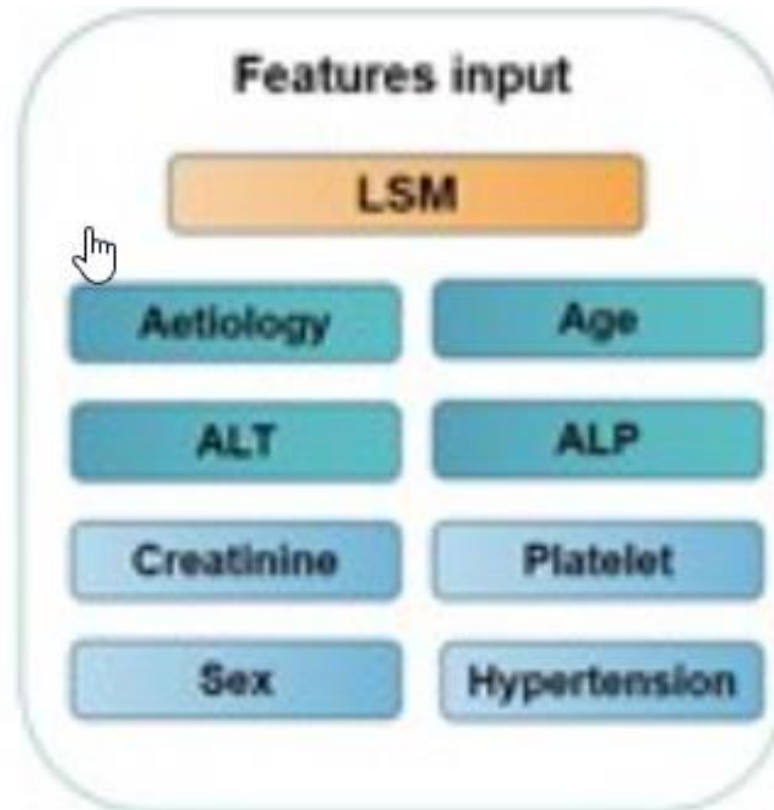 Features input
LSM
Aetiology Age
ALT ALP
Creatinine Platelet
Sex Hypertension